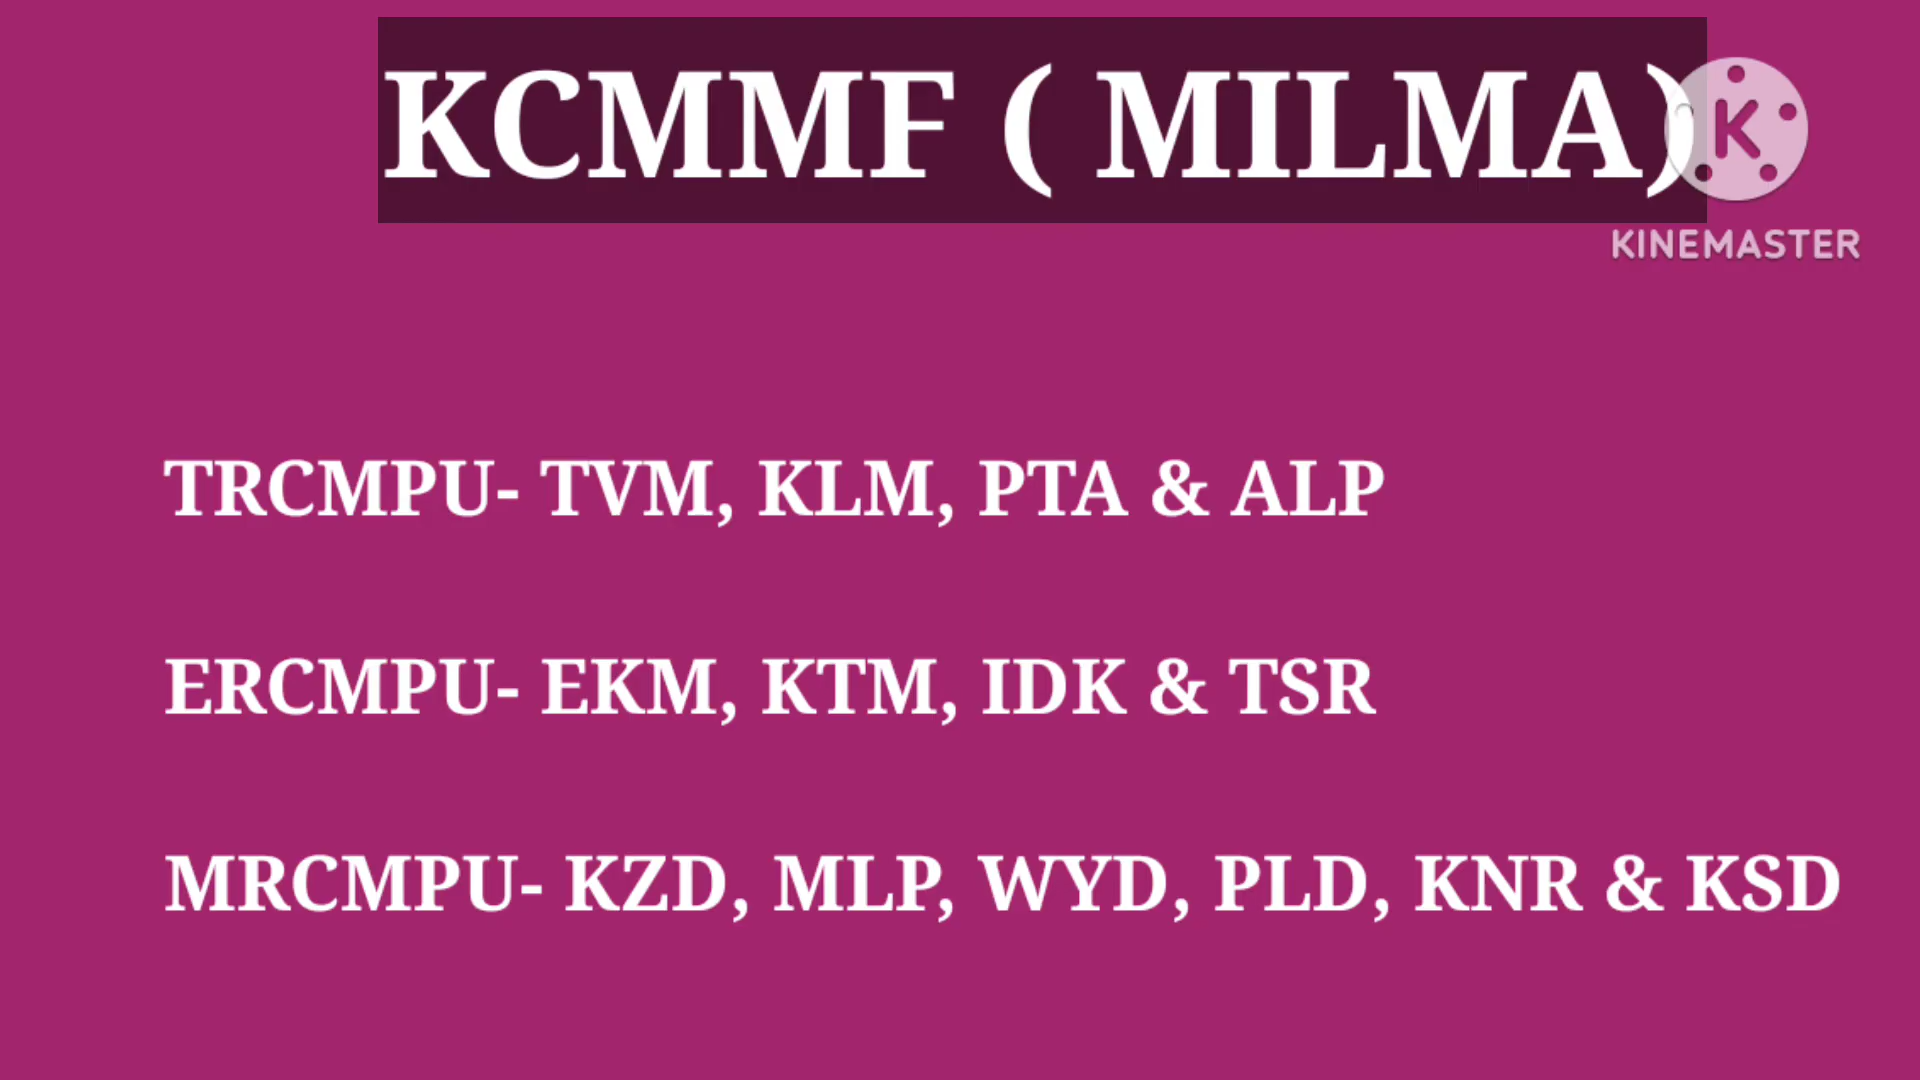 KCMMF ( MILMA)
K
KINEMASTER
TRCMPU- TVM, KLM, PTA & ALP
ERCMPU- EKM, KTM, IDK & TSR
MRCMPU- KZD, MLP, WYD, PLD, KNR & KSD